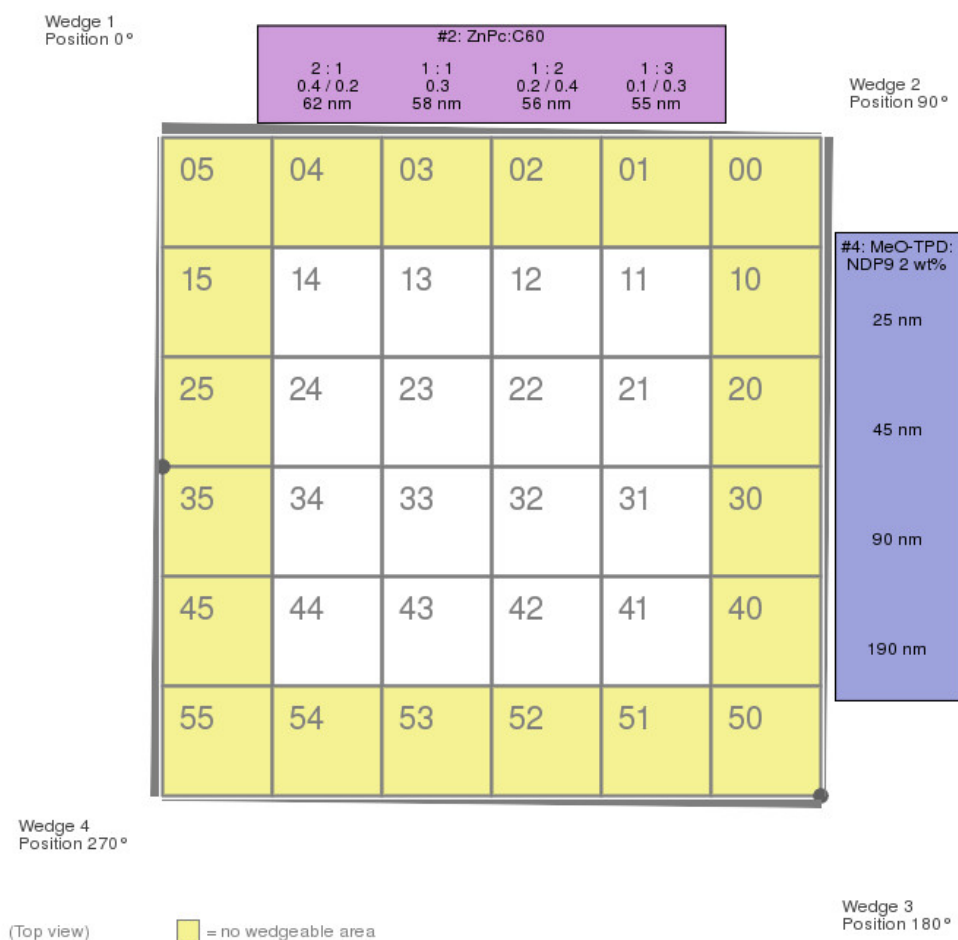 Wedge 1
Position 0°
#2: ZnPc:C60
2 : 1 1 : 1 1 : 2 1 : 3
0.4 / 0.2 0.3 0.2 / 0.4 0.1 / 0.3
62 nm 58 nm 56 nm 55 nm
Wedge 2
Position 90°
05 04 03 02 01 00
15 14 13 12 11 10
25 24 23 22 21 20
35 34 33 32 31 30
45 44 43 42 41 40
55 54 53 52 51 50
#4: MeO-TPD:
NDP9 2 wt%
25 nm
45 nm
90 nm
190 nm
Wedge 4
Position 270°
Wedge 3
Position 180°
(Top view)
= no wedgeable area